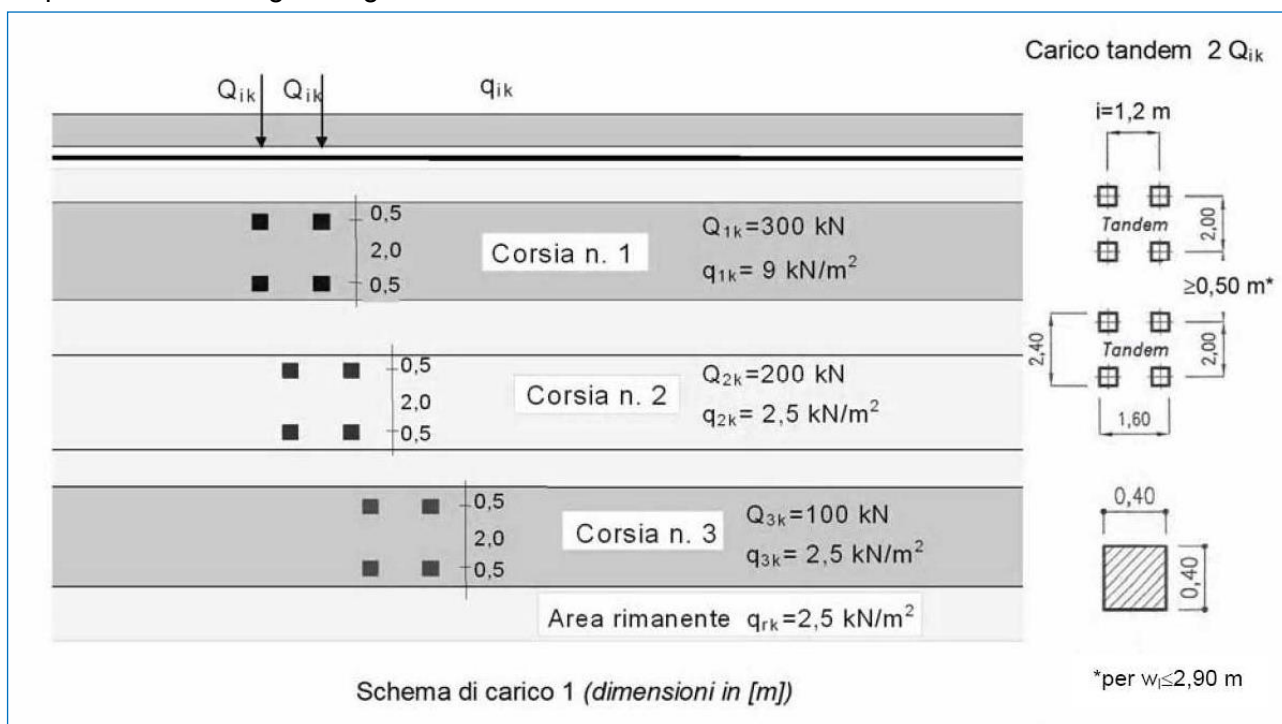 Carico tandem 2 Qik
Qik Qik qik
i=1,2 m
0,5
2,0
0,5
Corsia n. 1
Q1k=300 kN
q1k= 9 kN/m²
Tandem
2,00
≥0,50 m*
0,5
2,0
0,5
Corsia n. 2
Q2k=200 kN
q2k= 2,5 kN/m²
2,40
Tandem
2,00
1,60
0,5
2,0
0,5
Corsia n. 3
Q3k=100 kN
q3k= 2,5 kN/m²
0,40
0,40
Area rimanente qrk=2,5 kN/m²
Schema di carico 1 (dimensioni in [m])
*per wl≤2,90 m